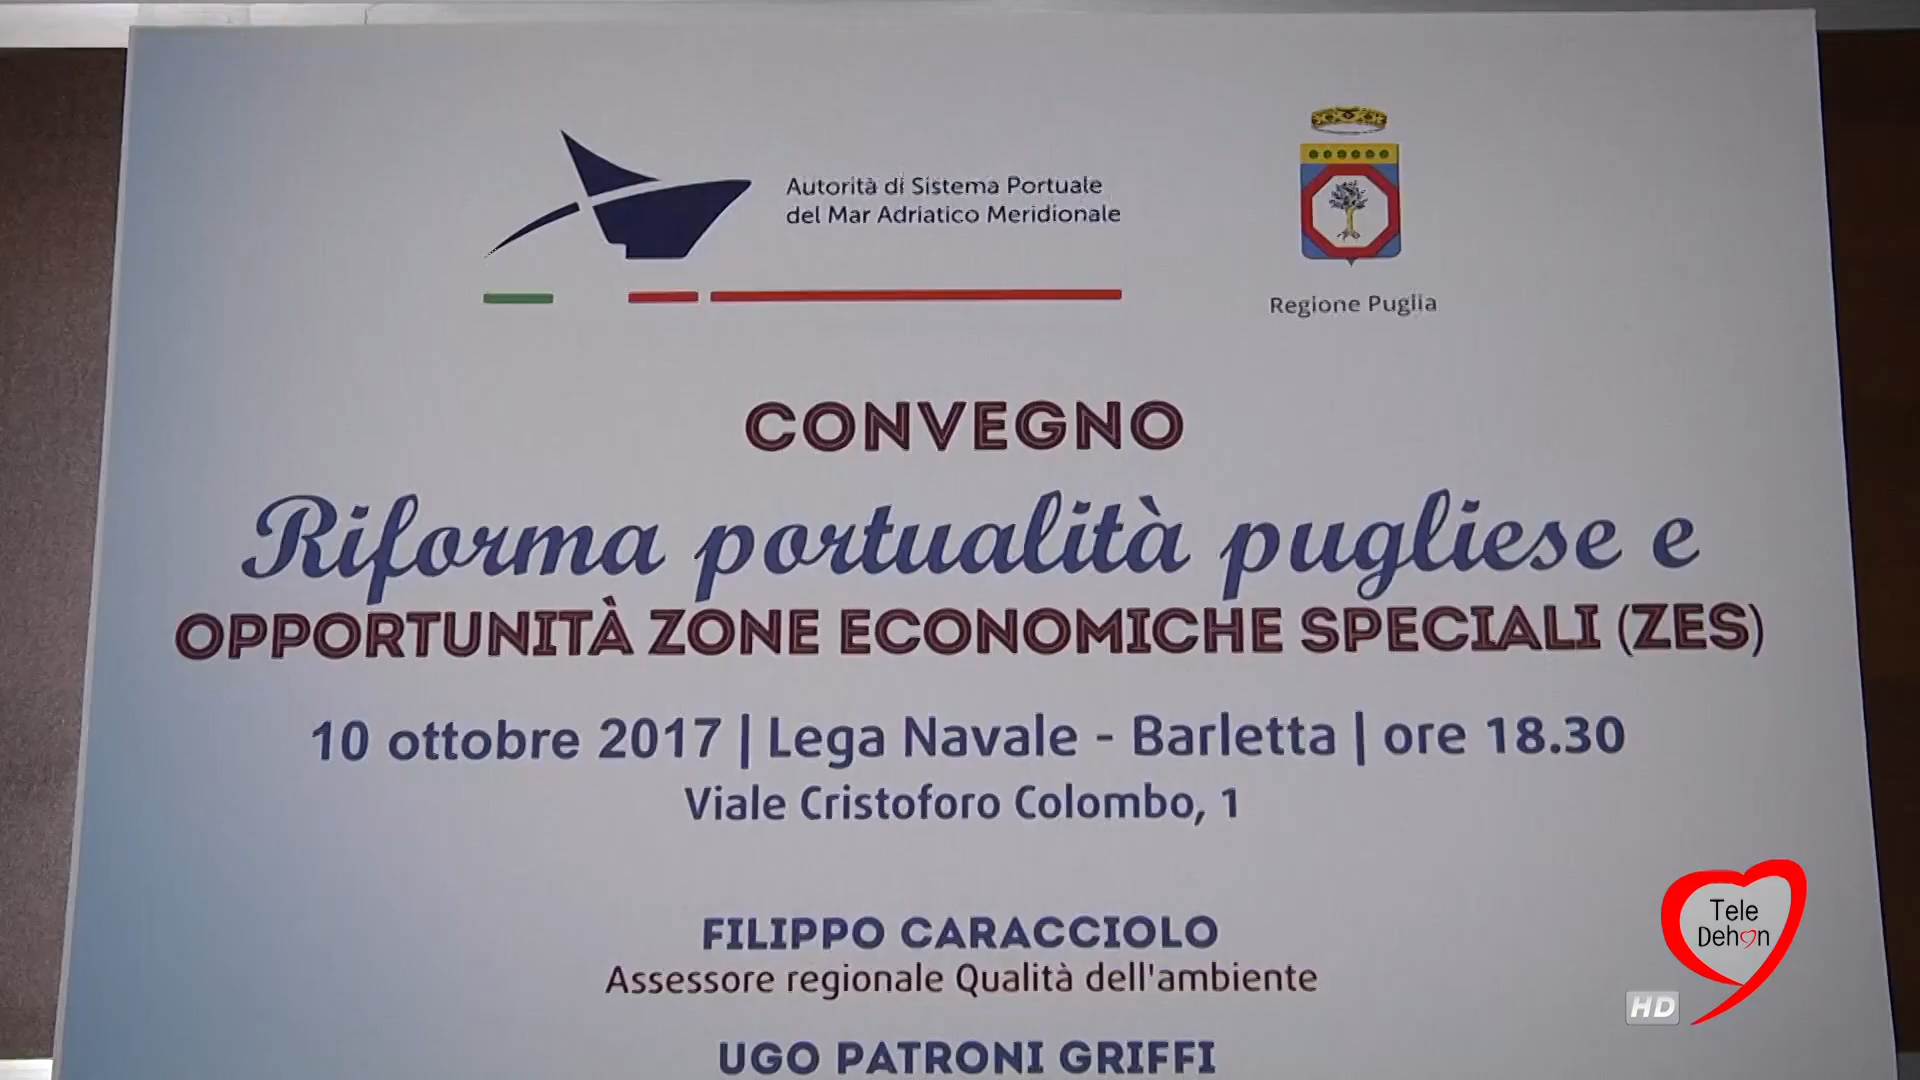 Autorità di Sistema Portuale
del Mar Adriatico Meridionale
Regione Puglia
CONVEGNO
Riforma portualità pugliese e
OPPORTUNITÀ ZONE ECONOMICHE SPECIALI (ZES)
10 ottobre 2017 | Lega Navale - Barletta | ore 18.30
Viale Cristoforo Colombo, 1
FILIPPO CARACCIOLO
Assessore regionale Qualità dell'ambiente
UGO PATRONI GRIFFI
Tele
Dehon
HD